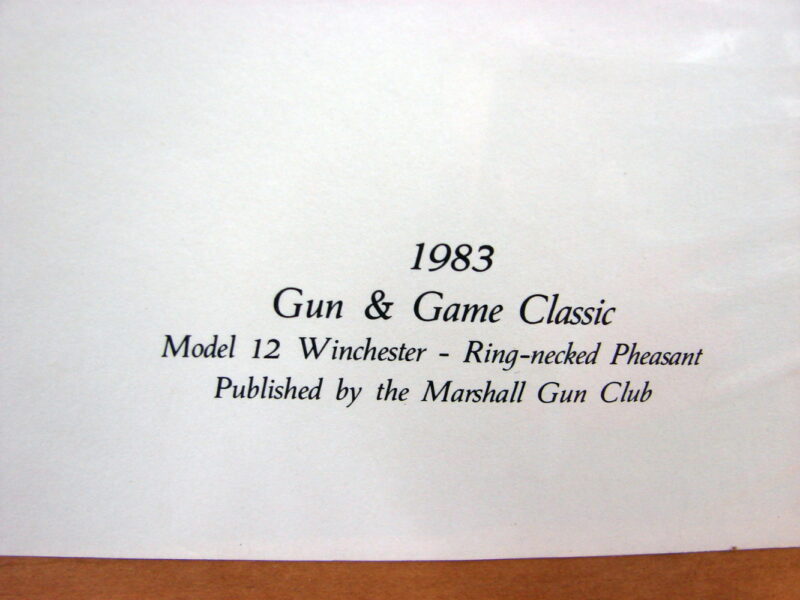 1983
Gun & Game Classic
Model 12 Winchester - Ring-necked Pheasant
Published by the Marshall Gun Club